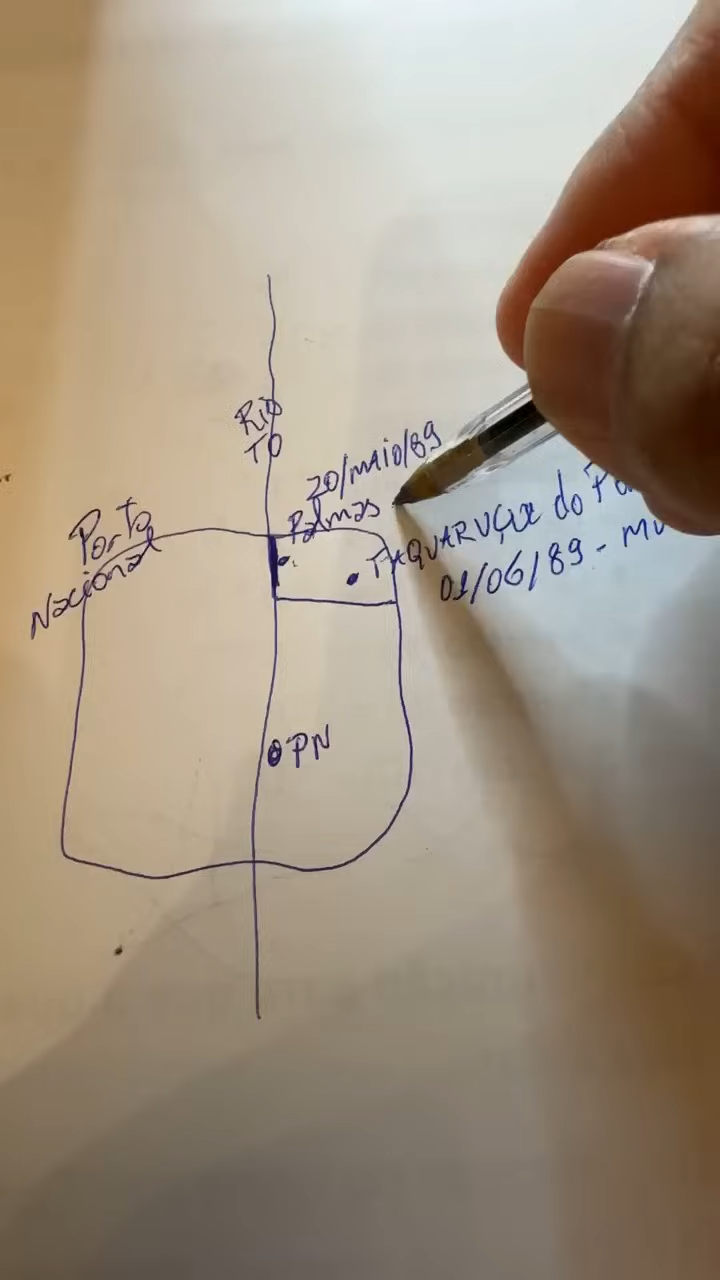 Rio
TO
20/MAIO/89
Palmas
Porto
Nacional
TAQUARUÇU do
01/06/89 -
PN